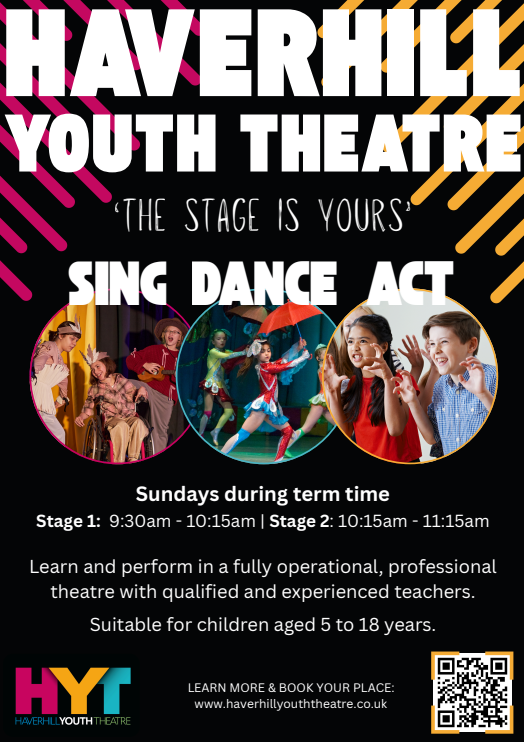 HAVERHILL
YOUTH THEATRE
‘THE STAGE IS YOURS’
SING DANCE ACT
Sundays during term time
Stage 1: 9:30am - 10:15am | Stage 2: 10:15am - 11:15am
Learn and perform in a fully operational, professional
theatre with qualified and experienced teachers.
Suitable for children aged 5 to 18 years.
HYT
HAVERHILLYOUTHTHEATRE
LEARN MORE & BOOK YOUR PLACE:
www.haverhillyouththeatre.co.uk